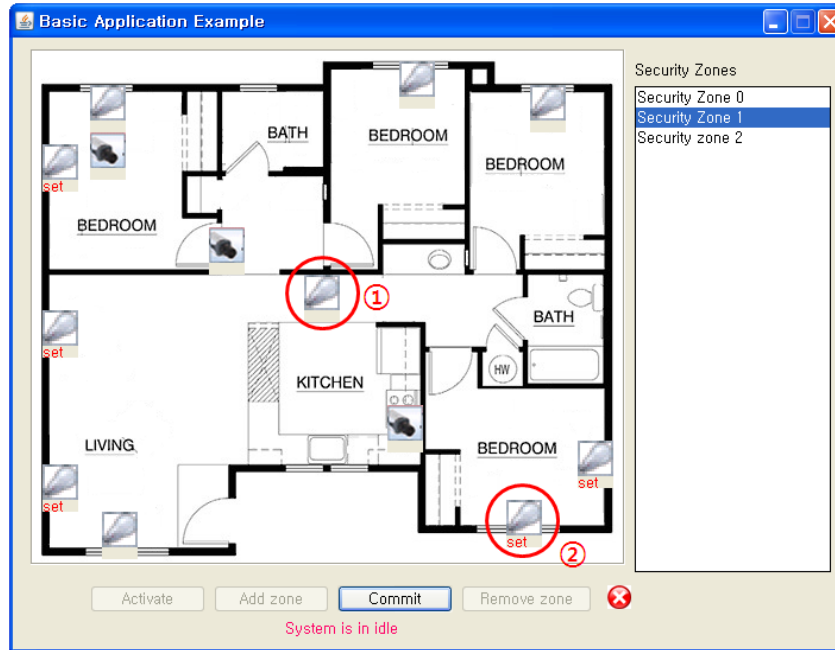 Basic Application Example
Security Zones
Security Zone 0
Security Zone 1
Security zone 2
BATH
BEDROOM
BEDROOM
set
BEDROOM
①
BATH
set
HW
KITCHEN
LIVING
BEDROOM
set
set
set
②
Activate
Add zone
Commit
Remove zone
System is in idle